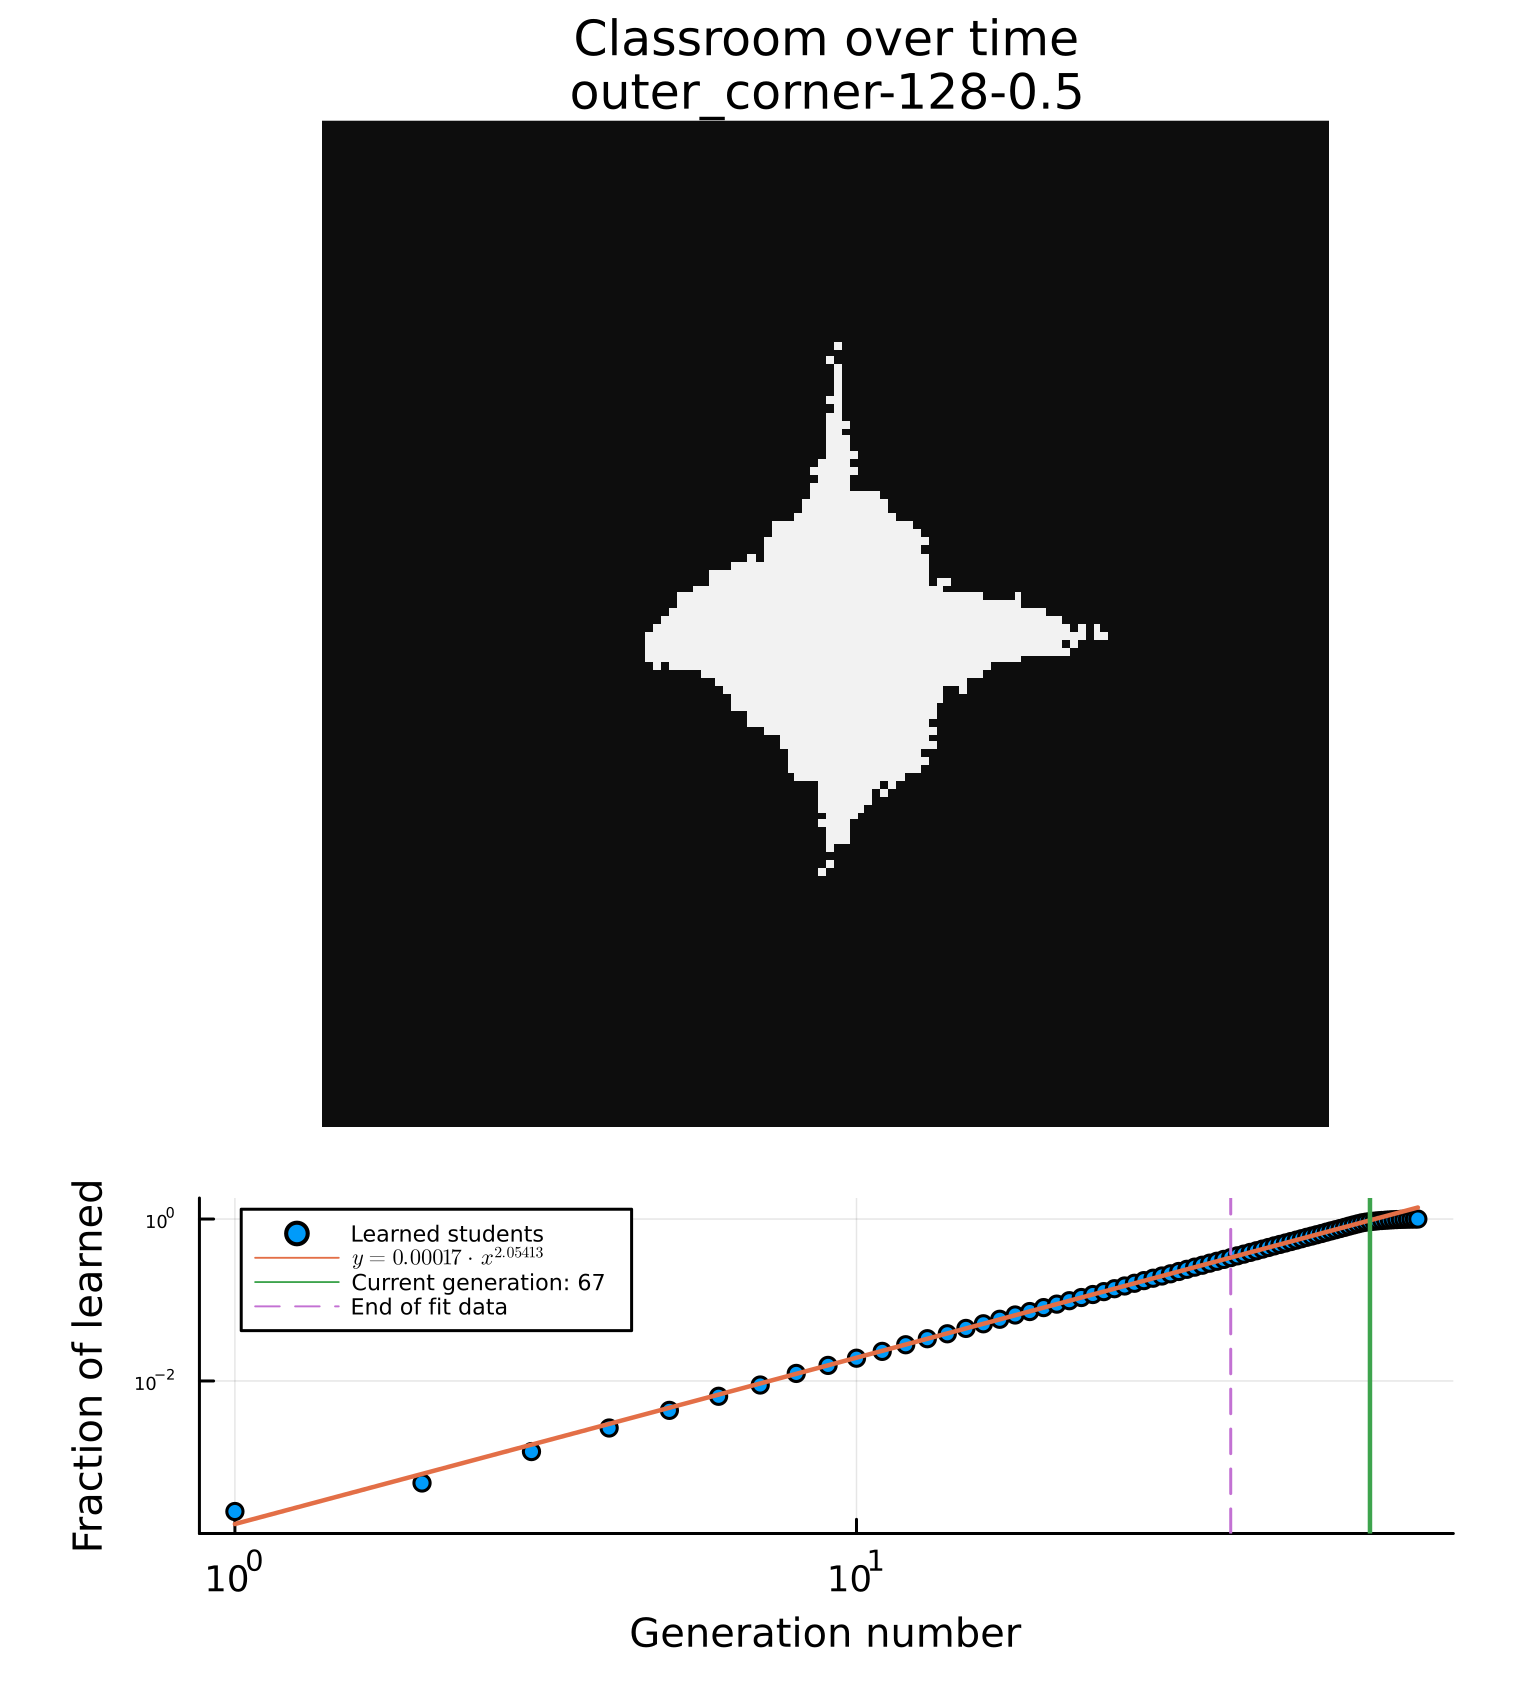 Classroom over time
outer_corner-128-0.5
Fraction of learned
10^0
10^-2
Learned students
y = 0.00017 · x^2.05413
Current generation: 67
End of fit data
10^0
10^1
Generation number